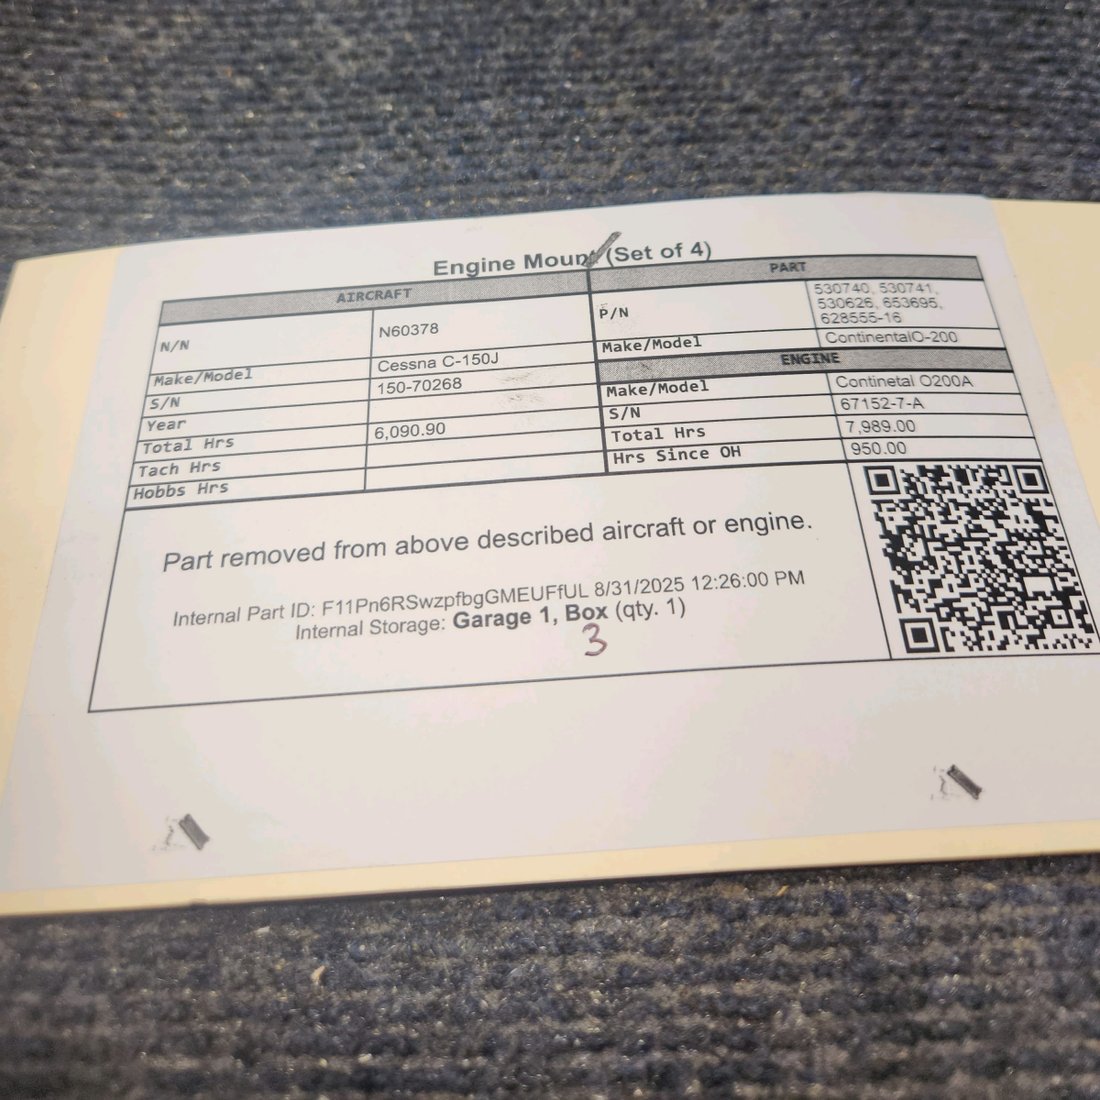 Engine Mount (Set of 4)
AIRCRAFT
N/N N60378
Make/Model Cessna C-150J
S/N 150-70268
Year
Total Hrs 6,090.90
Tach Hrs
Hobbs Hrs
PART
P/N 530740, 530741,
530626, 653695,
628555-16
Make/Model ContinentalO-200
ENGINE
Make/Model Continetal O200A
S/N 67152-7-A
Total Hrs 7,989.00
Hrs Since OH 950.00
Part removed from above described aircraft or engine.
Internal Part ID: F11Pn6RSwzpfbgGMEUFfUL 8/31/2025 12:26:00 PM
Internal Storage: Garage 1, Box (qty. 1)
3